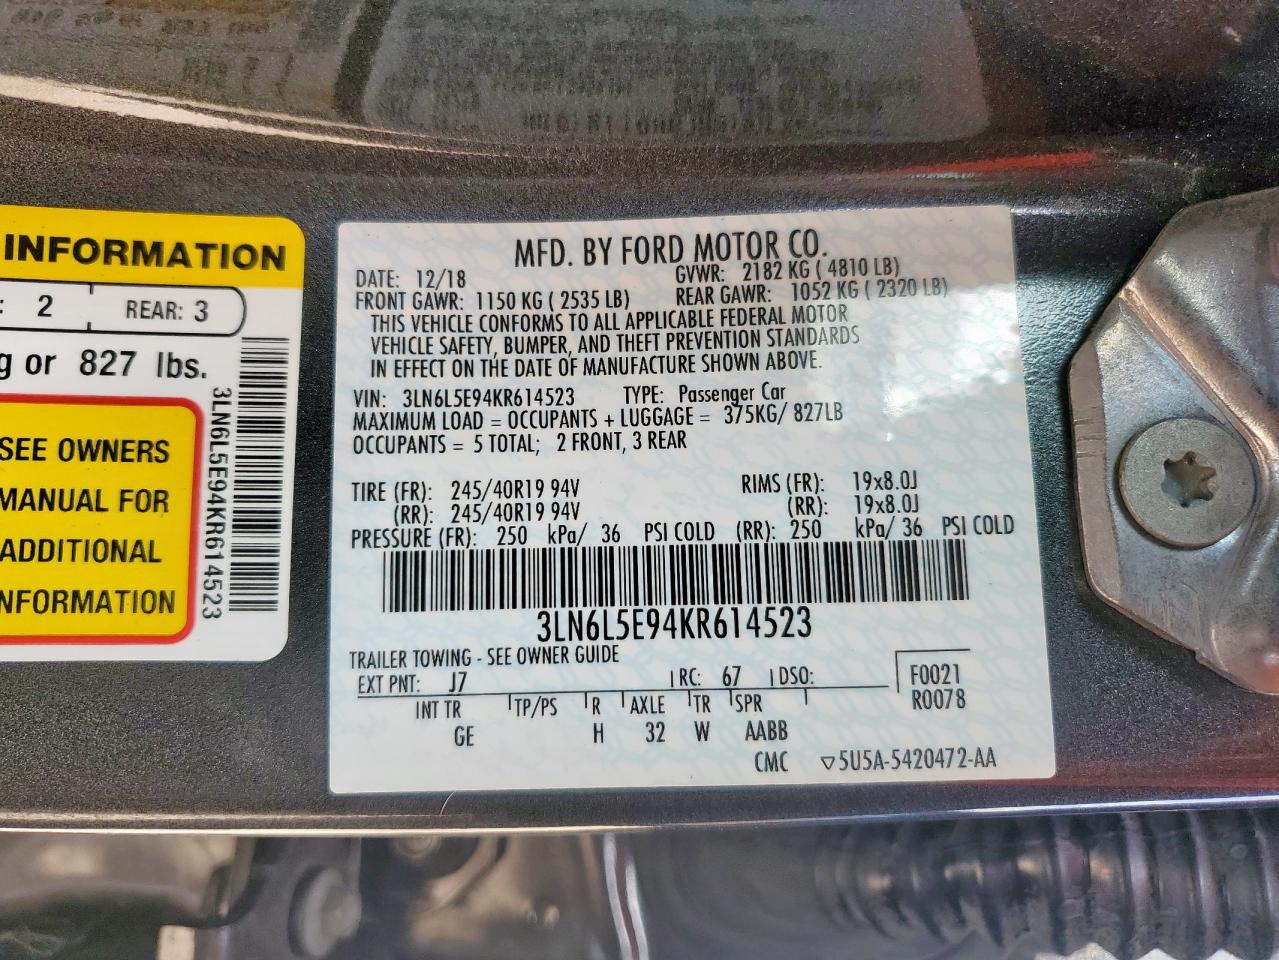 INFORMATION
: 2 REAR: 3
g or 827 lbs.
SEE OWNERS
MANUAL FOR
ADDITIONAL
INFORMATION
3LN6L5E94KR614523
MFD. BY FORD MOTOR CO.
DATE: 12/18 GVWR: 2182 KG ( 4810 LB)
FRONT GAWR: 1150 KG ( 2535 LB) REAR GAWR: 1052 KG ( 2320 LB)
THIS VEHICLE CONFORMS TO ALL APPLICABLE FEDERAL MOTOR
VEHICLE SAFETY, BUMPER, AND THEFT PREVENTION STANDARDS
IN EFFECT ON THE DATE OF MANUFACTURE SHOWN ABOVE.
VIN: 3LN6L5E94KR614523 TYPE: Passenger Car
MAXIMUM LOAD = OCCUPANTS + LUGGAGE = 375KG/ 827LB
OCCUPANTS = 5 TOTAL; 2 FRONT, 3 REAR
TIRE (FR): 245/40R19 94V RIMS (FR): 19x8.0J
(RR): 245/40R19 94V (RR): 19x8.0J
PRESSURE (FR): 250 kPa/ 36 PSI COLD (RR): 250 kPa/ 36 PSI COLD
3LN6L5E94KR614523
TRAILER TOWING - SEE OWNER GUIDE
EXT PNT: J7 RC: 67 DSO: F0021
R0078
INT TR TP/PS R AXLE TR SPR
GE H 32 W AABB
CMC ▽5U5A-5420472-AA